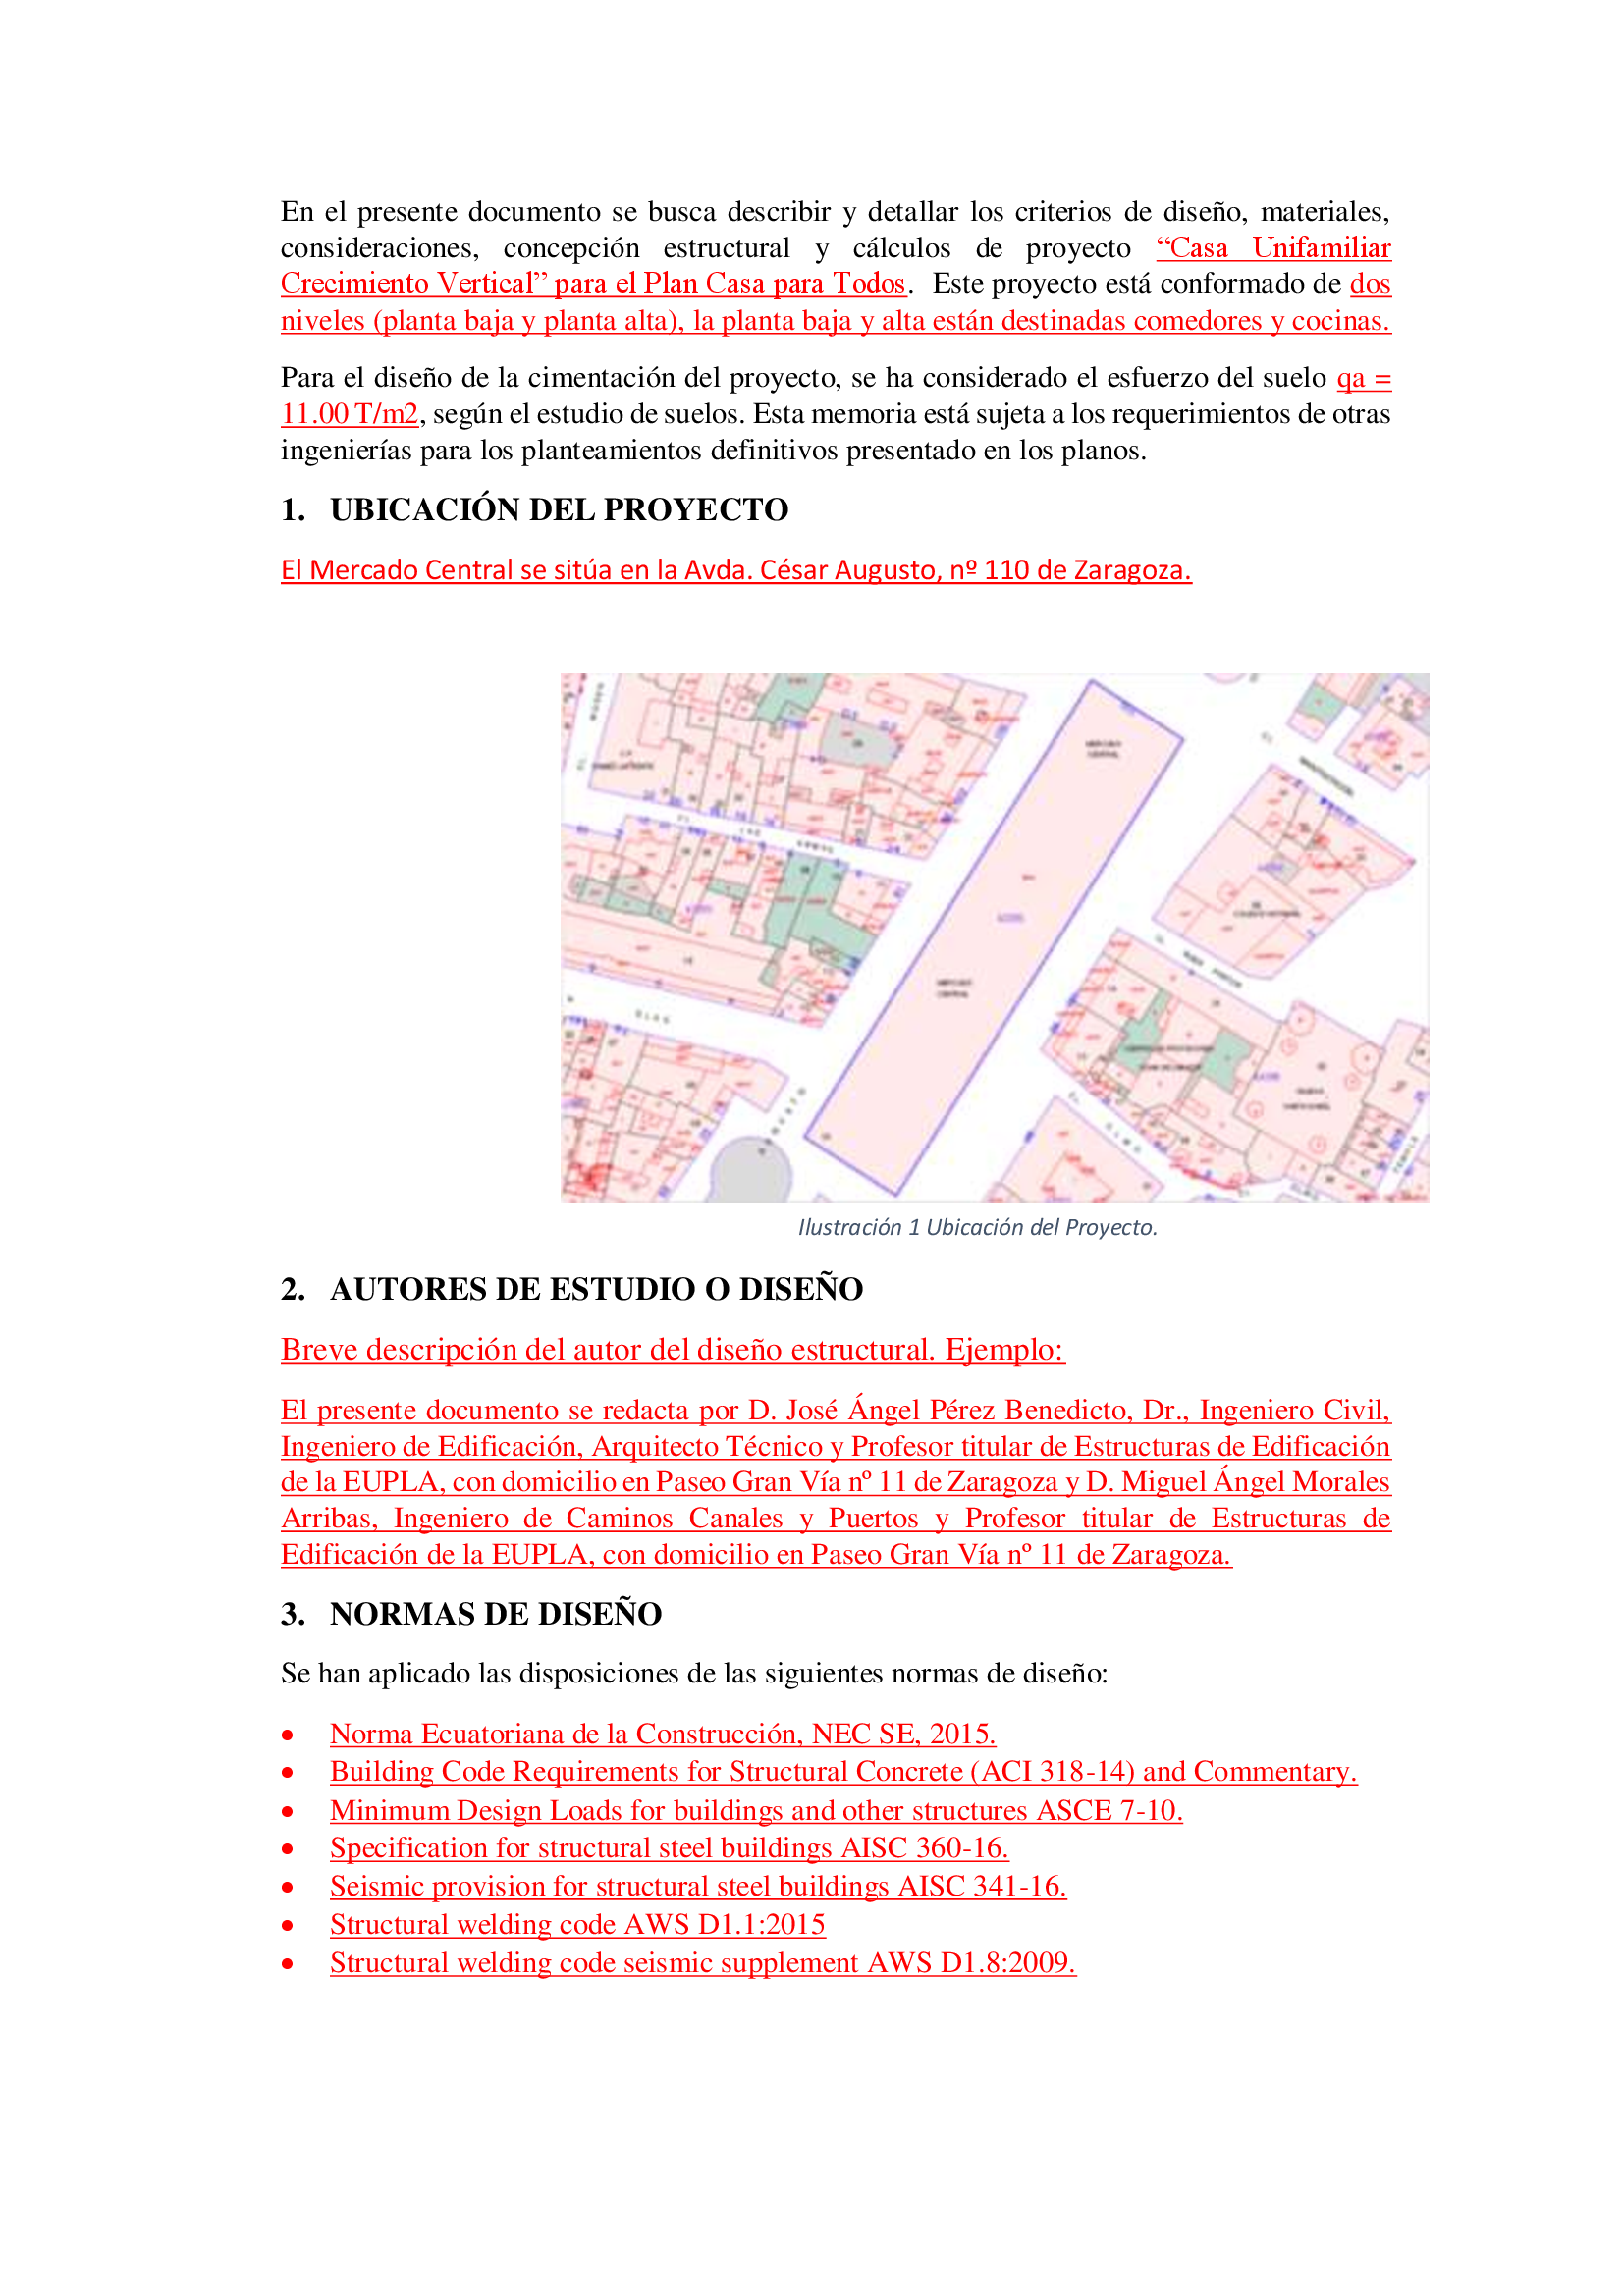 En el presente documento se busca describir y detallar los criterios de diseño, materiales,
consideraciones, concepción estructural y cálculos de proyecto “Casa Unifamiliar
Crecimiento Vertical” para el Plan Casa para Todos. Este proyecto está conformado de dos
niveles (planta baja y planta alta), la planta baja y alta están destinadas comedores y cocinas.
Para el diseño de la cimentación del proyecto, se ha considerado el esfuerzo del suelo qa =
11.00 T/m2, según el estudio de suelos. Esta memoria está sujeta a los requerimientos de otras
ingenierías para los planteamientos definitivos presentado en los planos.
1. UBICACIÓN DEL PROYECTO
El Mercado Central se sitúa en la Avda. César Augusto, nº 110 de Zaragoza.
MERCADO
CENTRAL
MERCADO
CENTRAL
Ilustración 1 Ubicación del Proyecto.
2. AUTORES DE ESTUDIO O DISEÑO
Breve descripción del autor del diseño estructural. Ejemplo:
El presente documento se redacta por D. José Ángel Pérez Benedicto, Dr., Ingeniero Civil,
Ingeniero de Edificación, Arquitecto Técnico y Profesor titular de Estructuras de Edificación
de la EUPLA, con domicilio en Paseo Gran Vía nº 11 de Zaragoza y D. Miguel Ángel Morales
Arribas, Ingeniero de Caminos Canales y Puertos y Profesor titular de Estructuras de
Edificación de la EUPLA, con domicilio en Paseo Gran Vía nº 11 de Zaragoza.
3. NORMAS DE DISEÑO
Se han aplicado las disposiciones de las siguientes normas de diseño:
• Norma Ecuatoriana de la Construcción, NEC SE, 2015.
• Building Code Requirements for Structural Concrete (ACI 318-14) and Commentary.
• Minimum Design Loads for buildings and other structures ASCE 7-10.
• Specification for structural steel buildings AISC 360-16.
• Seismic provision for structural steel buildings AISC 341-16.
• Structural welding code AWS D1.1:2015
• Structural welding code seismic supplement AWS D1.8:2009.